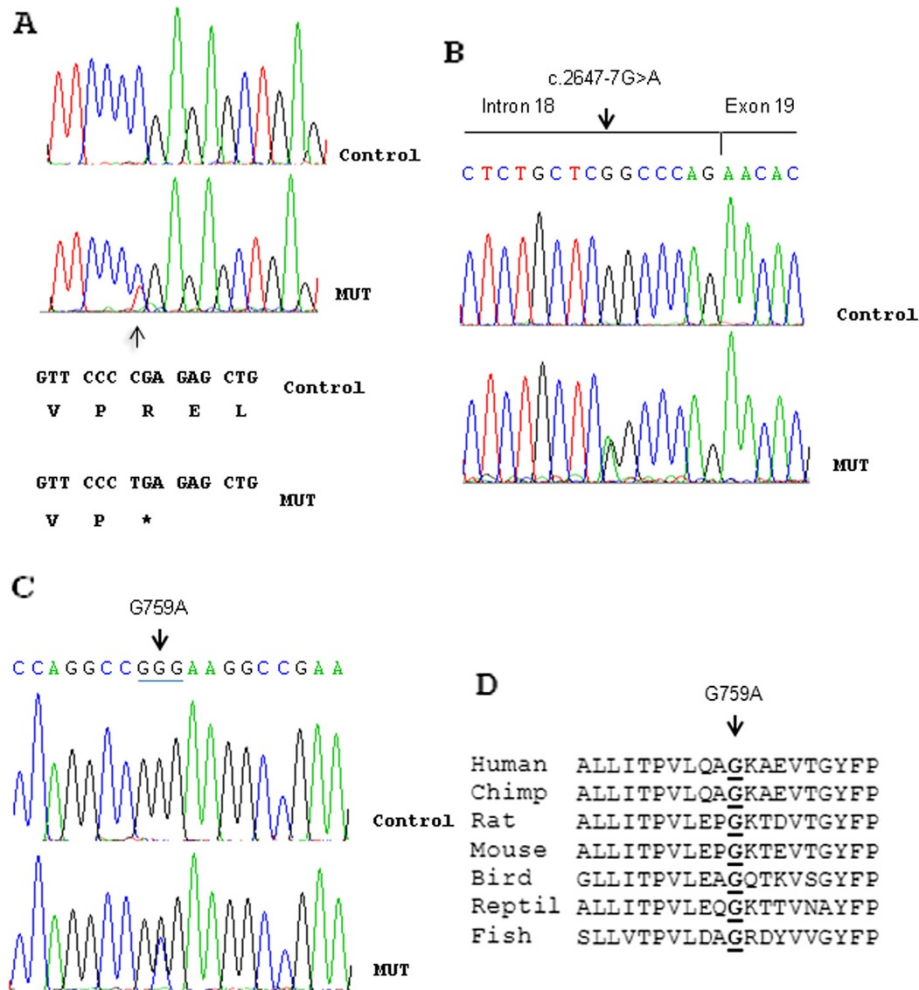 A
Control
MUT
GTT CCC CGA GAG CTG Control
V P R E L
GTT CCC TGA GAG CTG MUT
V P *
B
c.2647-7G>A
Intron 18 Exon 19
CTCTGCTCGGCCCAGAACAC
Control
MUT
C
G759A
CCAGGCCGGGAAGGCCGAA
Control
MUT
D
G759A
Human ALLITPVLQAGKAEVTGYFP
Chimp ALLITPVLQAGKAEVTGYFP
Rat ALLITPVLEPGKTDVTGYFP
Mouse ALLITPVLEPGKTEVTGYFP
Bird GLLITPVLEAGQTKVSGYFP
Reptil ALLITPVLEQGKTTVNAYFP
Fish SLLVTPVLDAGRDYVVGYFP